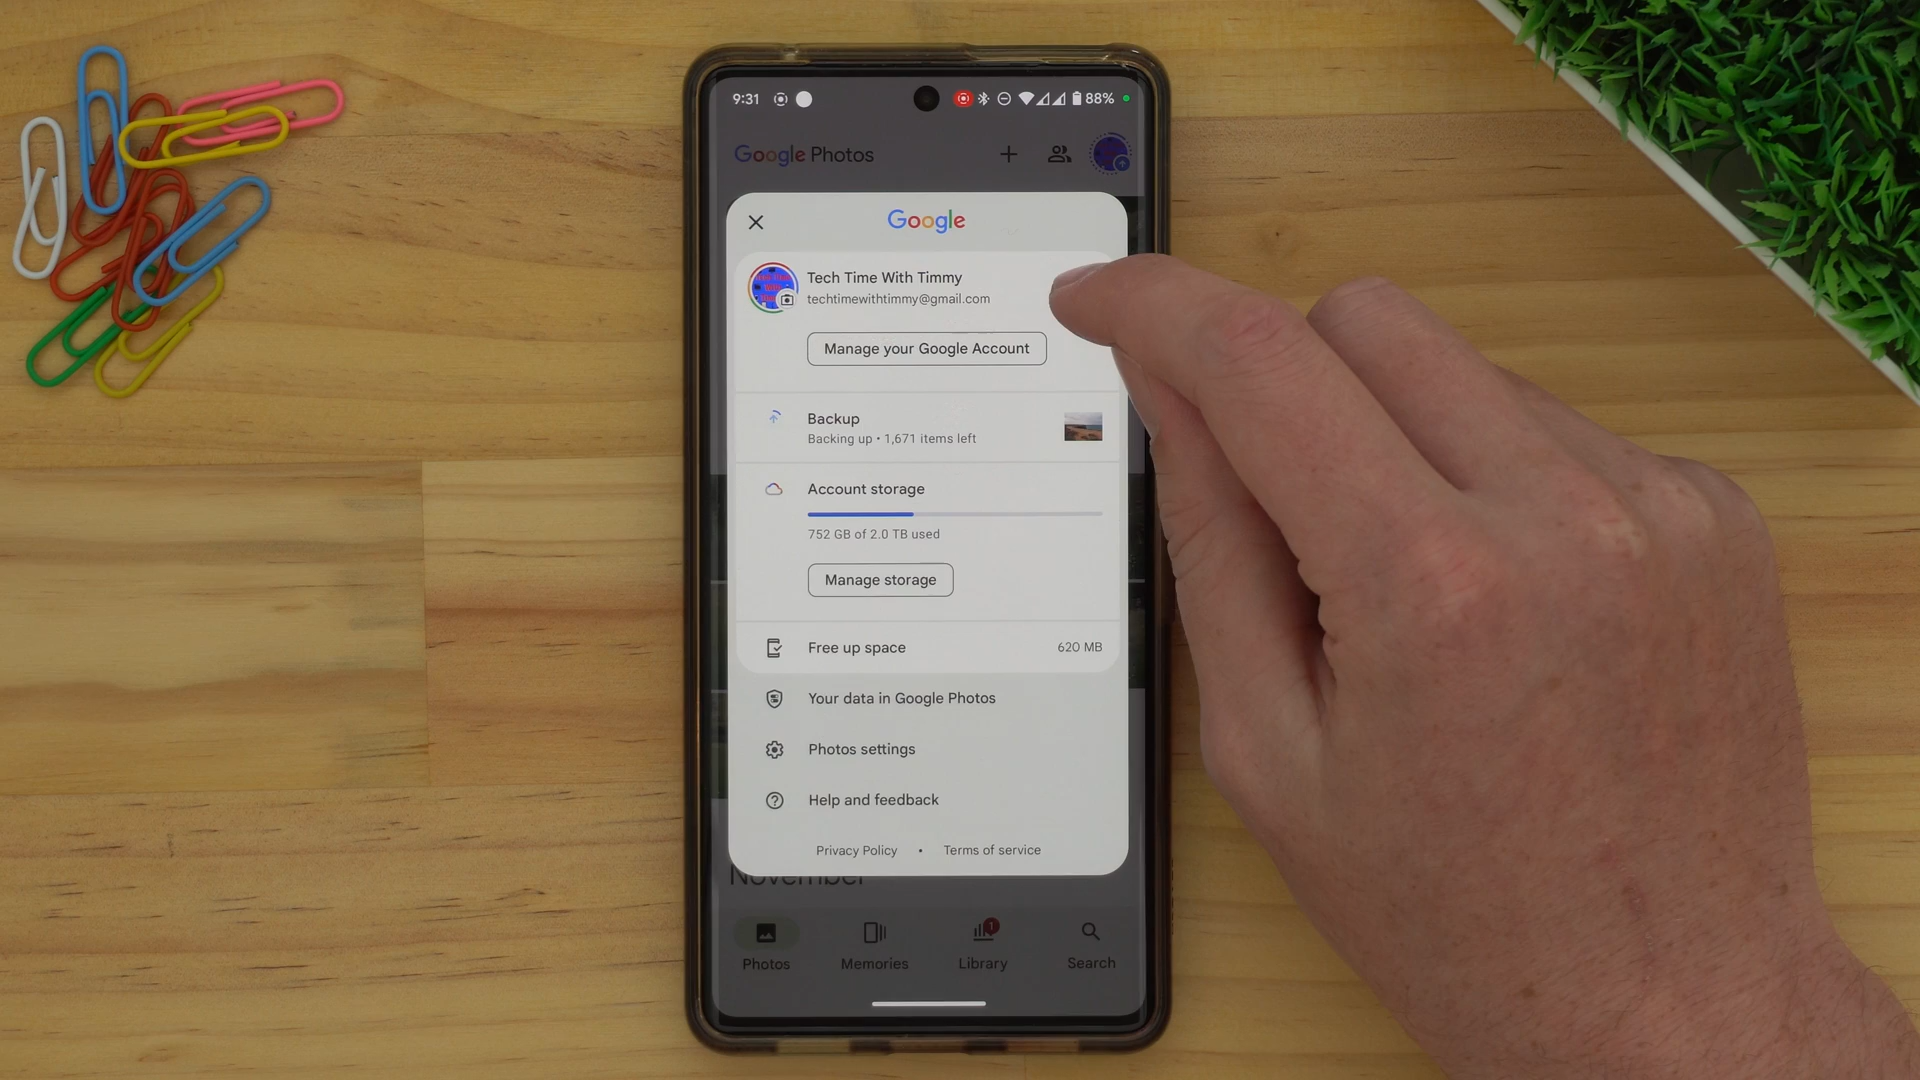 9:31
88%
Google Photos
Google
Tech Time With Timmy
techtimewithtimmy@gmail.com
Manage your Google Account
Backup
Backing up • 1,671 items left
Account storage
752 GB of 2.0 TB used
Manage storage
Free up space
620 MB
Your data in Google Photos
Photos settings
Help and feedback
Privacy Policy • Terms of service
November
1
Photos
Memories
Library
Search